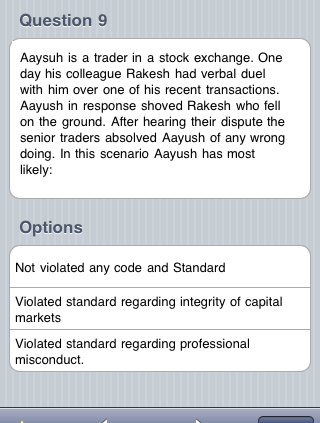 Question 9
Aaysuh is a trader in a stock exchange. One
day his colleague Rakesh had verbal duel
with him over one of his recent transactions.
Aayush in response shoved Rakesh who fell
on the ground. After hearing their dispute the
senior traders absolved Aayush of any wrong
doing. In this scenario Aayush has most
likely:
Options
Not violated any code and Standard
Violated standard regarding integrity of capital
markets
Violated standard regarding professional
misconduct.